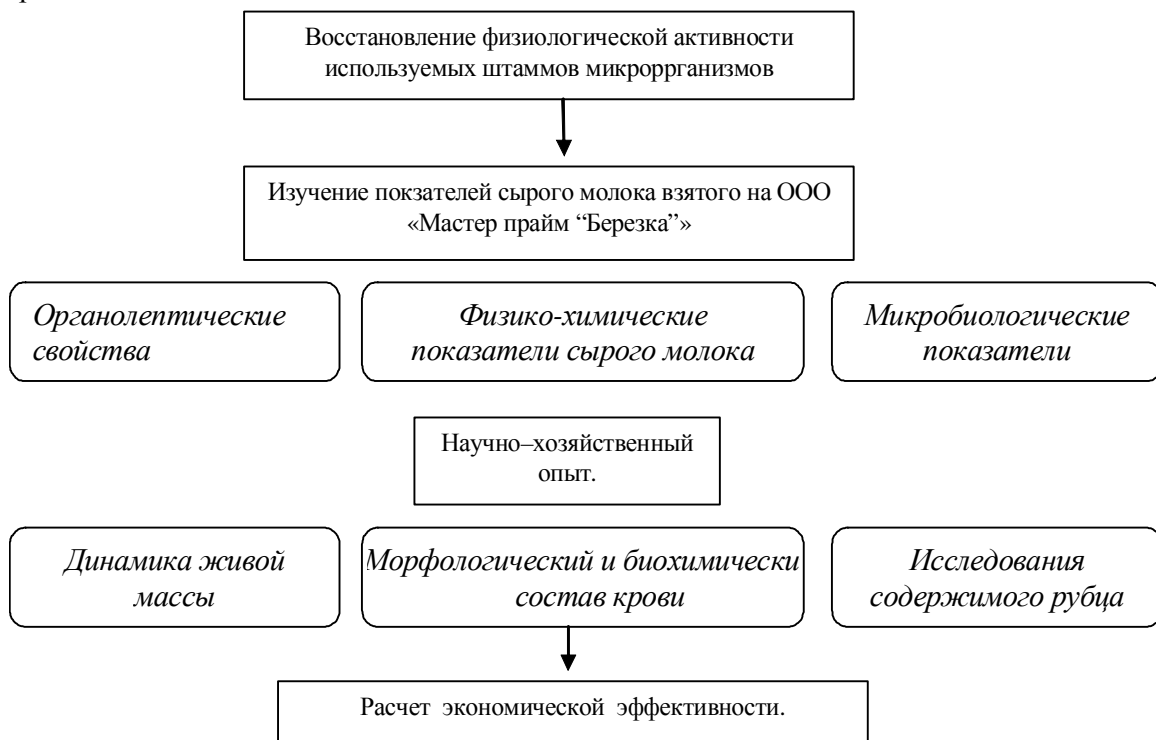 Восстановление физиологической активности
используемых штаммов микроррганизмов
Изучение покзателей сырого молока взятого на ООО
«Мастер прайм “Березка”»
Органолептические
свойства
Физико-химические
показатели сырого молока
Микробиологические
показатели
Научно–хозяйственный
опыт.
Динамика живой
массы
Морфологический и биохимически
состав крови
Исследования
содержимого рубца
Расчет экономической эффективности.